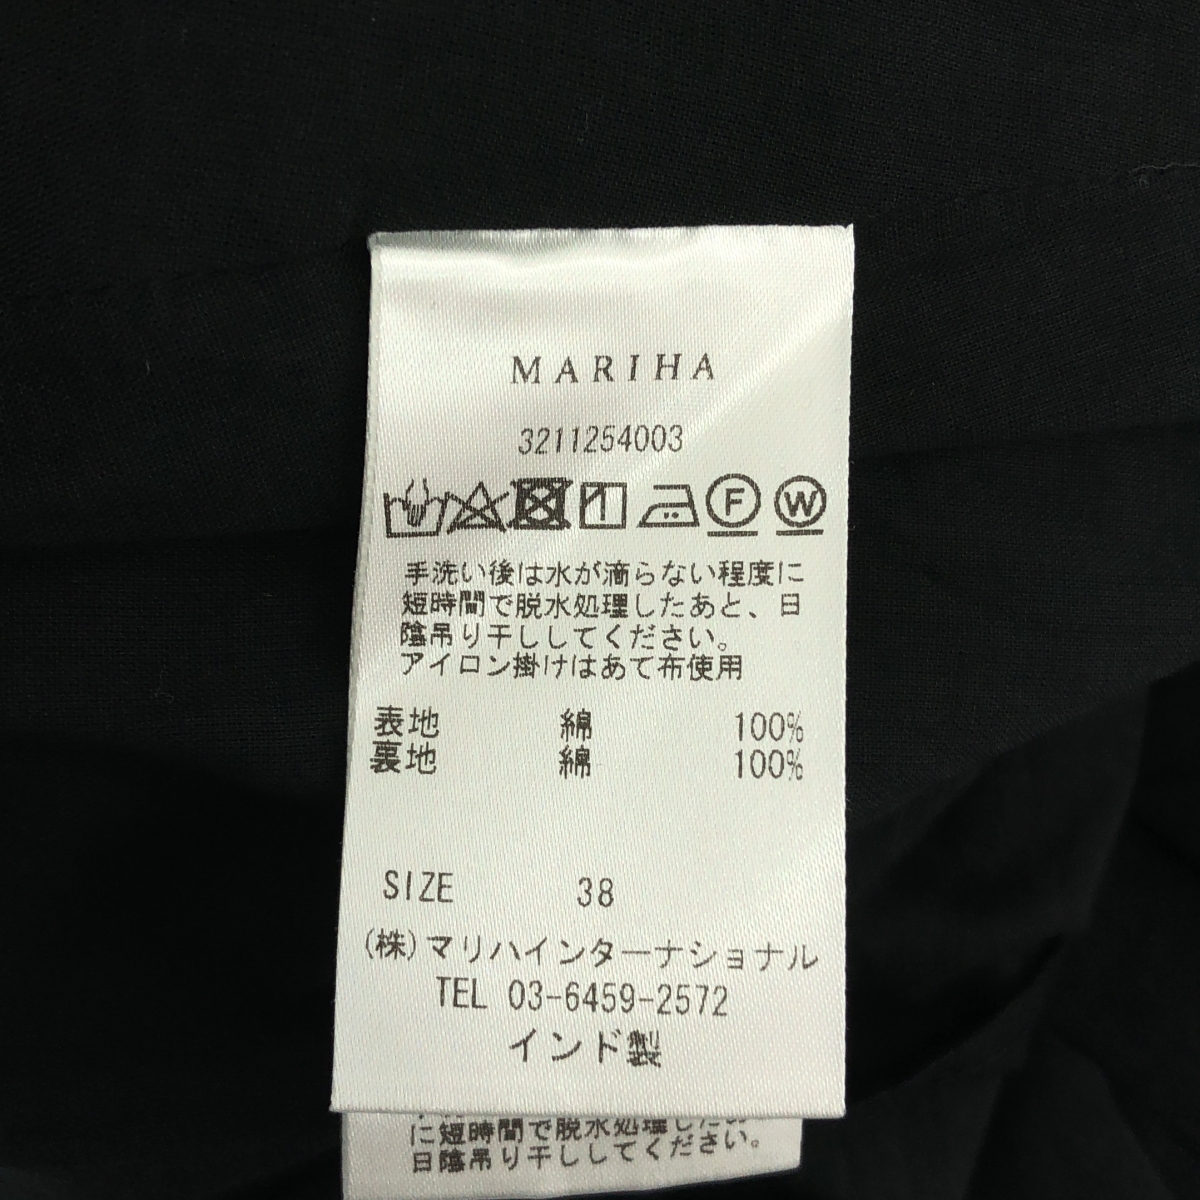 MARIHA
3211254003
F W
手洗い後は水が滴らない程度に
短時間で脱水処理したあと、日
陰吊り干ししてください。
アイロン掛けはあて布使用
表地 綿 100%
裏地 綿 100%
SIZE 38
(株)マリハインターナショナル
TEL 03-6459-2572
インド製
に短時間で脱水処理した
日陰吊り干ししてください。